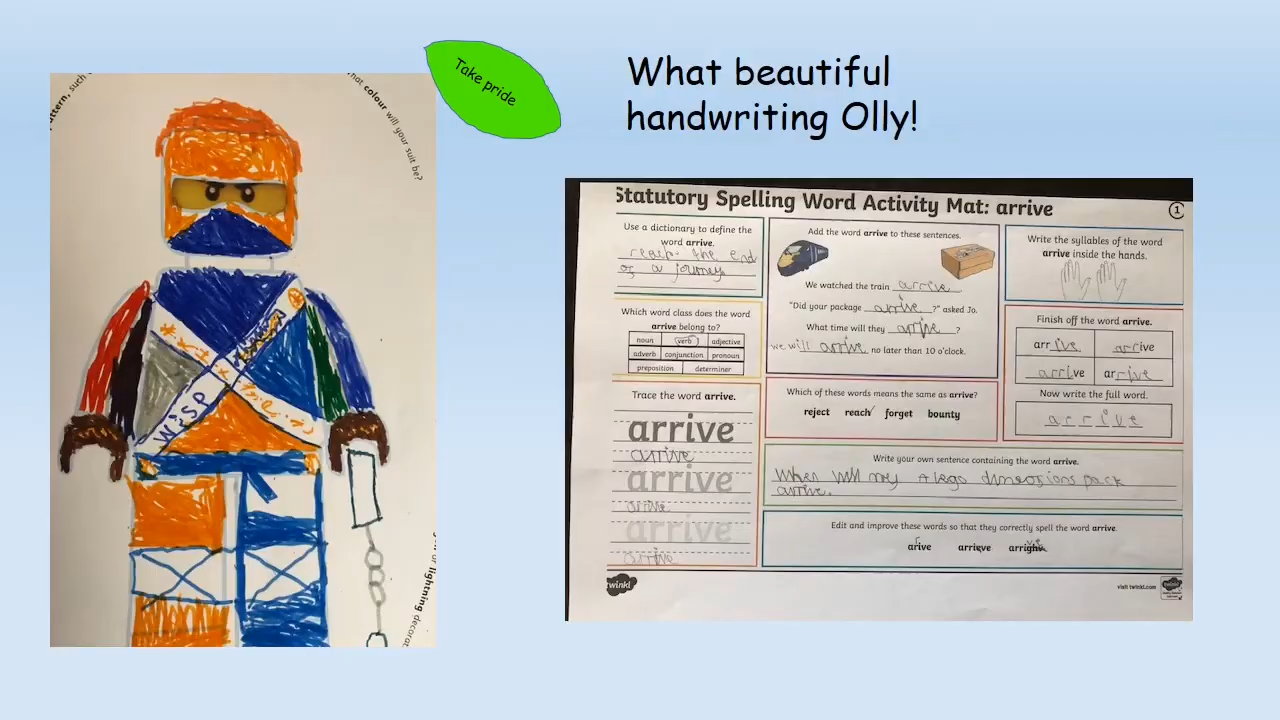 What beautiful
handwriting Olly!
Take pride
attern, such
hat colour will your suit be?
WISP
of lightning decorat
Statutory Spelling Word Activity Mat: arrive
1
Use a dictionary to define the
word arrive.
reach the end
of a journey
Which word class does the word
arrive belong to?
noun verb adjective
adverb conjunction pronoun
preposition determiner
Trace the word arrive.
arrive
arrive
arrive
arrive
arrive
arrive
Add the word arrive to these sentences.
We watched the train arrive.
"Did your package arrive?" asked Jo.
What time will they arrive?
we will arrive no later than 10 o'clock.
Which of these words means the same as arrive?
reject reach forget bounty
Write the syllables of the word
arrive inside the hands.
Finish off the word arrive.
arrive arrive
arrive arrive
Now write the full word.
arrive
Write your own sentence containing the word arrive.
When will my lego dimensions pack
arrive.
Edit and improve these words so that they correctly spell the word arrive.
arive arrieve arright
twinkl
visit twinkl.com
twinkl